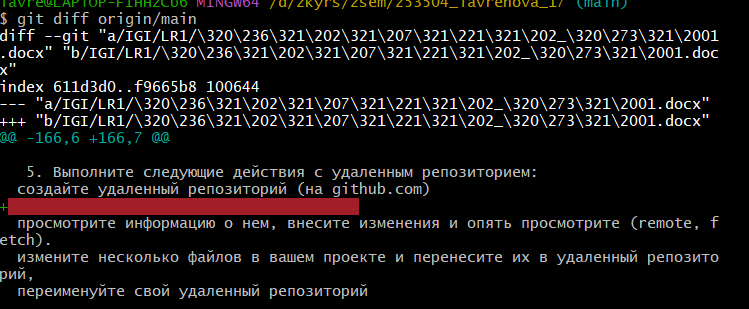 Tavre@LAPTOP-F1HH2CO6 MINGW64 /d/2kyrs/2sem/253504_Tavrenova_17 (main)
$ git diff origin/main
diff --git "a/IGI/LR1/\320\236\321\202\321\207\321\221\321\202_\320\273\321\2001
.docx" "b/IGI/LR1/\320\236\321\202\321\207\321\221\321\202_\320\273\321\2001.doc
x"
index 611d3d0..f9665b8 100644
--- "a/IGI/LR1/\320\236\321\202\321\207\321\221\321\202_\320\273\321\2001.docx"
+++ "b/IGI/LR1/\320\236\321\202\321\207\321\221\321\202_\320\273\321\2001.docx"
@@ -166,6 +166,7 @@
5. Выполните следующие действия с удаленным репозиторием:
создайте удаленный репозиторий (на github.com)
+
просмотрите информацию о нем, внесите изменения и опять просмотрите (remote, f
etch).
измените несколько файлов в вашем проекте и перенесите их в удаленный репозито
рий,
переименуйте свой удаленный репозиторий